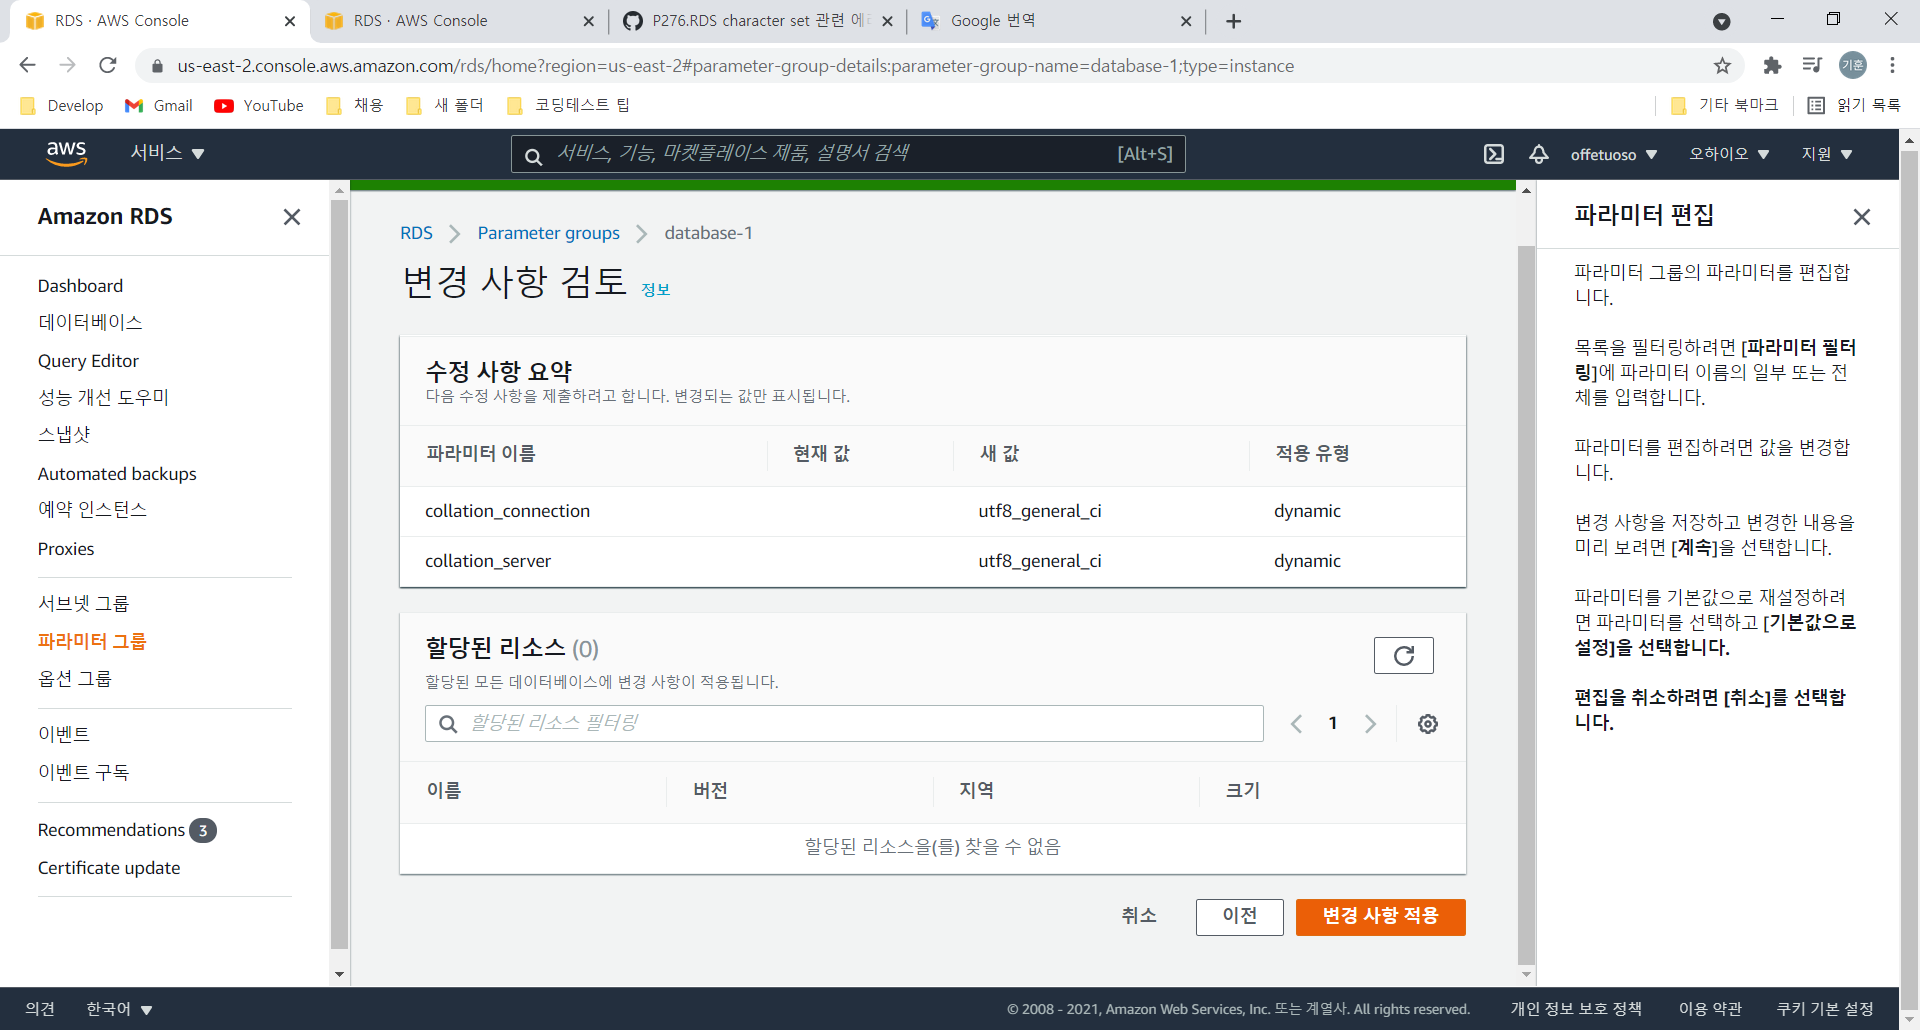 RDS · AWS Console
RDS · AWS Console
P276.RDS character set 관련 에
Google 번역
us-east-2.console.aws.amazon.com/rds/home?region=us-east-2#parameter-group-details:parameter-group-name=database-1;type=instance
기훈
Develop
Gmail
YouTube
채용
새 폴더
코딩테스트 팁
기타 북마크
읽기 목록
aws
서비스
서비스, 기능, 마켓플레이스 제품, 설명서 검색
[Alt+S]
offetuoso
오하이오
지원
Amazon RDS
Dashboard
데이터베이스
Query Editor
성능 개선 도우미
스냅샷
Automated backups
예약 인스턴스
Proxies
서브넷 그룹
파라미터 그룹
옵션 그룹
이벤트
이벤트 구독
Recommendations 3
Certificate update
RDS > Parameter groups > database-1
변경 사항 검토 정보
수정 사항 요약
다음 수정 사항을 제출하려고 합니다. 변경되는 값만 표시됩니다.
파라미터 이름 현재 값 새 값 적용 유형
collation_connection utf8_general_ci dynamic
collation_server utf8_general_ci dynamic
할당된 리소스 (0)
할당된 모든 데이터베이스에 변경 사항이 적용됩니다.
할당된 리소스 필터링
1
이름 버전 지역 크기
할당된 리소스을(를) 찾을 수 없음
취소
이전
변경 사항 적용
파라미터 편집
파라미터 그룹의 파라미터를 편집합
니다.
목록을 필터링하려면 [파라미터 필터
링]에 파라미터 이름의 일부 또는 전
체를 입력합니다.
파라미터를 편집하려면 값을 변경합
니다.
변경 사항을 저장하고 변경한 내용을
미리 보려면 [계속]을 선택합니다.
파라미터를 기본값으로 재설정하려
면 파라미터를 선택하고 [기본값으로
설정]을 선택합니다.
편집을 취소하려면 [취소]를 선택합
니다.
의견
한국어
© 2008 - 2021, Amazon Web Services, Inc. 또는 계열사. All rights reserved.
개인 정보 보호 정책
이용 약관
쿠키 기본 설정